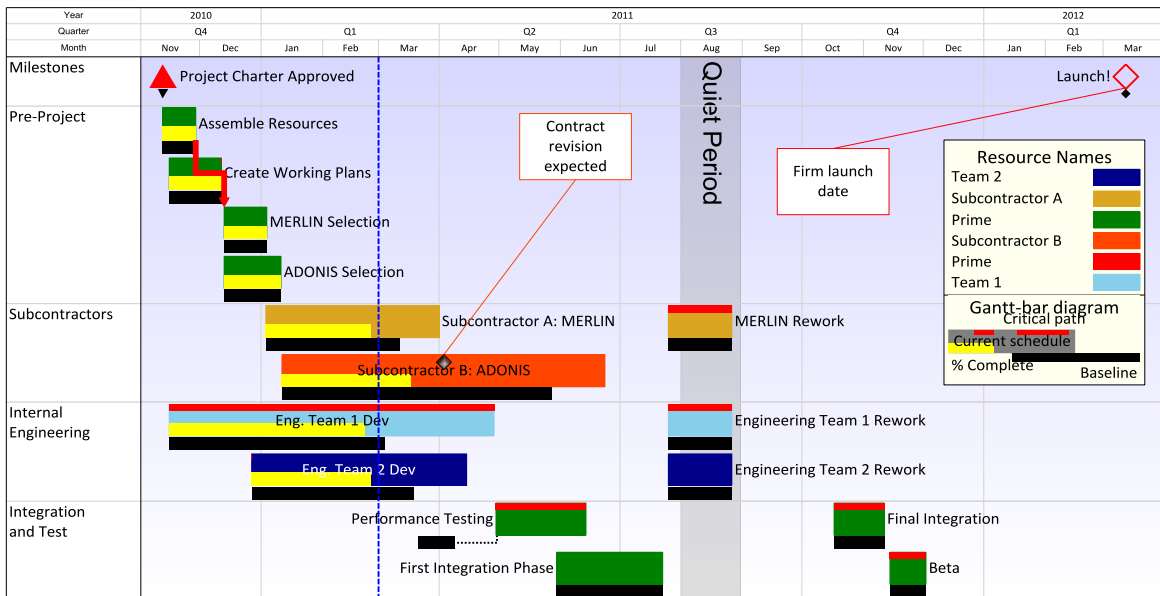 Year 2010 2011 2012
Quarter Q4 Q1 Q2 Q3 Q4 Q1
Month Nov Dec Jan Feb Mar Apr May Jun Jul Aug Sep Oct Nov Dec Jan Feb Mar
Milestones
Project Charter Approved
Launch!
Quiet Period
Pre-Project
Assemble Resources
Create Working Plans
MERLIN Selection
ADONIS Selection
Contract
revision
expected
Firm launch
date
Resource Names
Team 2
Subcontractor A
Prime
Subcontractor B
Prime
Team 1
Gantt-bar diagram
Critical path
Current schedule
% Complete
Baseline
Subcontractors
Subcontractor A: MERLIN
MERLIN Rework
Subcontractor B: ADONIS
Internal
Engineering
Eng. Team 1 Dev
Engineering Team 1 Rework
Eng. Team 2 Dev
Engineering Team 2 Rework
Integration
and Test
Performance Testing
Final Integration
First Integration Phase
Beta